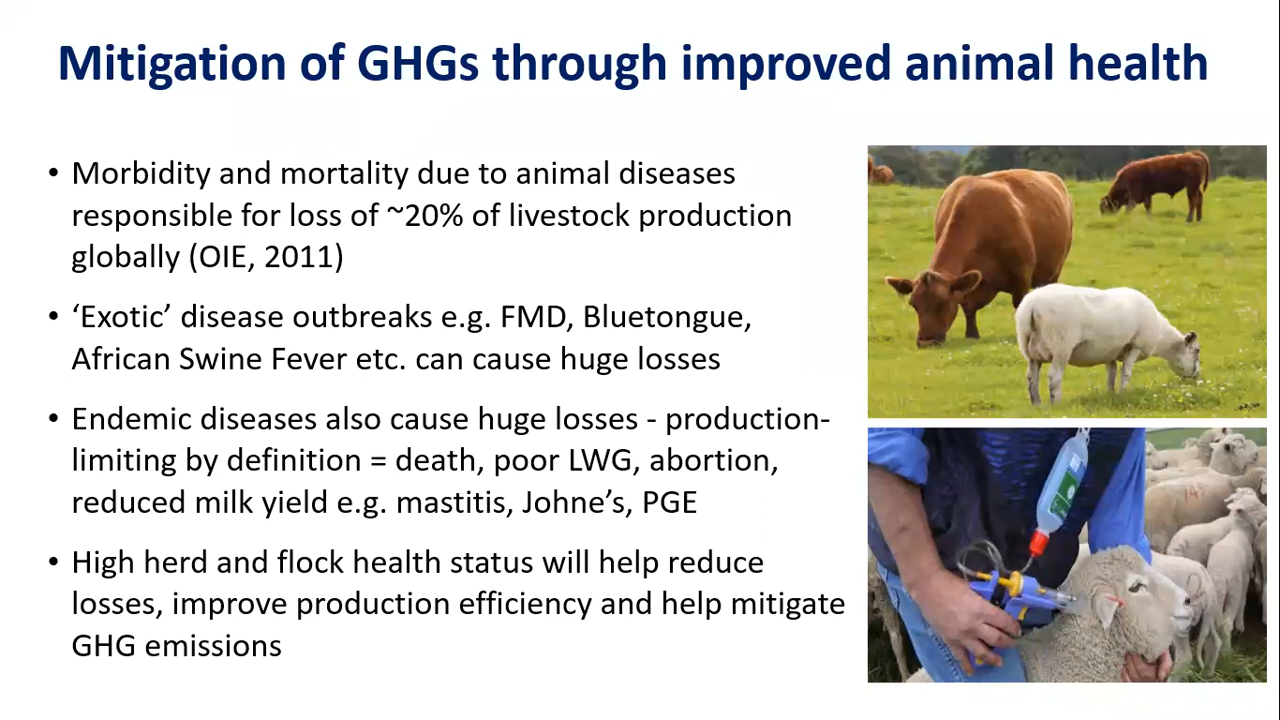 Mitigation of GHGs through improved animal health
• Morbidity and mortality due to animal diseases
responsible for loss of ~20% of livestock production
globally (OIE, 2011)
• ‘Exotic’ disease outbreaks e.g. FMD, Bluetongue,
African Swine Fever etc. can cause huge losses
• Endemic diseases also cause huge losses - production-
limiting by definition = death, poor LWG, abortion,
reduced milk yield e.g. mastitis, Johne’s, PGE
• High herd and flock health status will help reduce
losses, improve production efficiency and help mitigate
GHG emissions